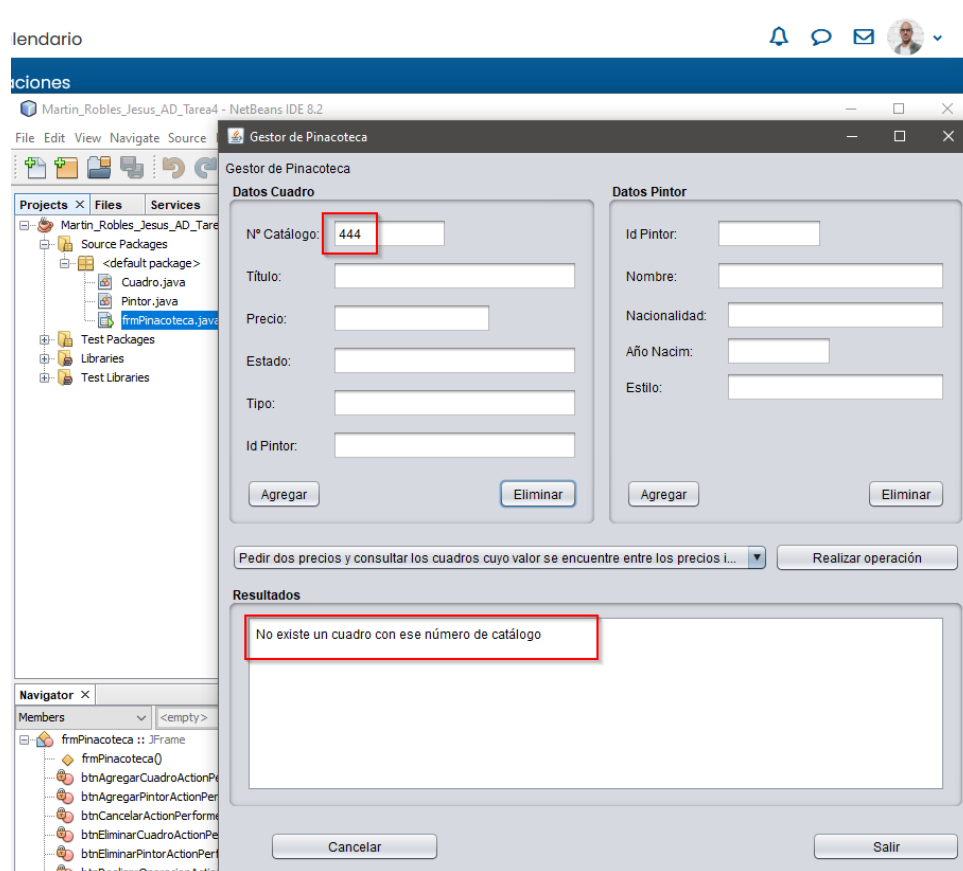 lendario
ciones
Martin_Robles_Jesus_AD_Tarea4 - NetBeans IDE 8.2
File Edit View Navigate Source
Gestor de Pinacoteca
Gestor de Pinacoteca
Projects Files Services
Martin_Robles_Jesus_AD_Tare
Source Packages
<default package>
Cuadro.java
Pintor.java
frmPinacoteca.java
Test Packages
Libraries
Test Libraries
Datos Cuadro
Nº Catálogo: 444
Título:
Precio:
Estado:
Tipo:
Id Pintor:
Agregar Eliminar
Datos Pintor
Id Pintor:
Nombre:
Nacionalidad:
Año Nacim:
Estilo:
Agregar Eliminar
Pedir dos precios y consultar los cuadros cuyo valor se encuentre entre los precios i... Realizar operación
Resultados
No existe un cuadro con ese número de catálogo
Navigator
Members <empty>
frmPinacoteca :: JFrame
frmPinacoteca()
btnAgregarCuadroActionPe
btnAgregarPintorActionPer
btnCancelarActionPerforme
btnEliminarCuadroActionPe
btnEliminarPintorActionPerf
Cancelar Salir